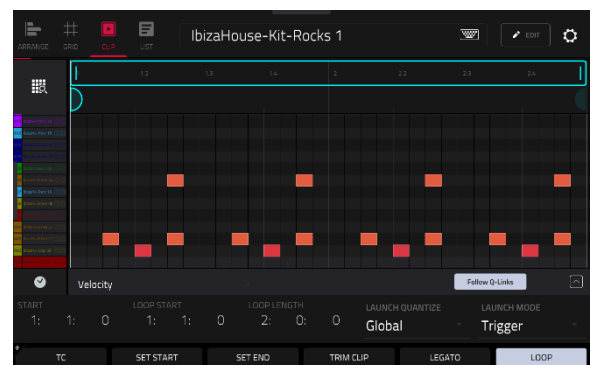 IbizaHouse-Kit-Rocks 1
EDIT
ARRANGE GRID CLIP LIST
1.2 1.3 1.4 2 2.2 2.3 2.4
Velocity
Follow Q-Links
START LOOP START LOOP LENGTH LAUNCH QUANTIZE LAUNCH MODE
1: 1: 0 1: 1: 0 2: 0: 0 Global Trigger
TC SET START SET END TRIM CLIP LEGATO LOOP